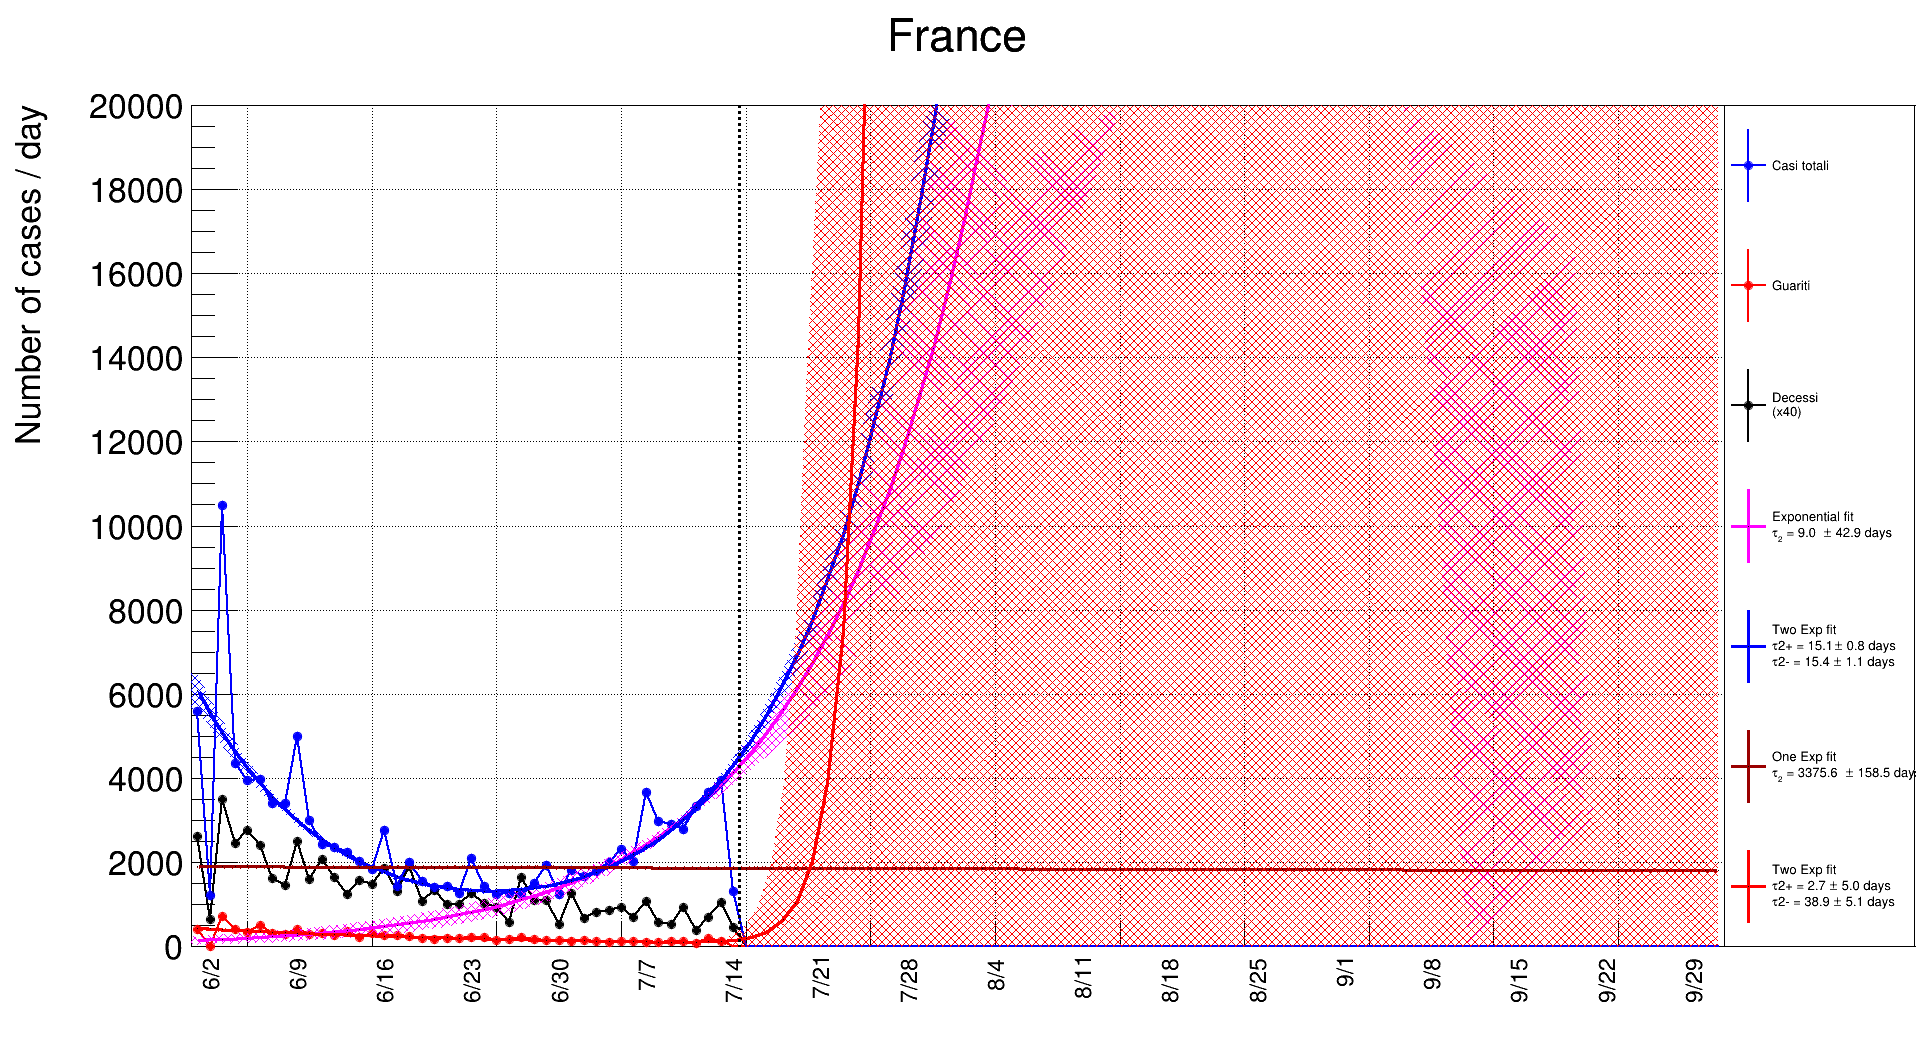 France
Number of cases / day
20000
18000
16000
14000
12000
10000
8000
6000
4000
2000
0
6/2
6/9
6/16
6/23
6/30
7/7
7/14
7/21
7/28
8/4
8/11
8/18
8/25
9/1
9/8
9/15
9/22
9/29
Casi totali
Guariti
Decessi
(x40)
Exponential fit
τ₂ = 9.0 ± 42.9 days
Two Exp fit
τ2+ = 15.1 ± 0.8 days
τ2- = 15.4 ± 1.1 days
One Exp fit
τ₂ = 3375.6 ± 158.5 day
Two Exp fit
τ2+ = 2.7 ± 5.0 days
τ2- = 38.9 ± 5.1 days